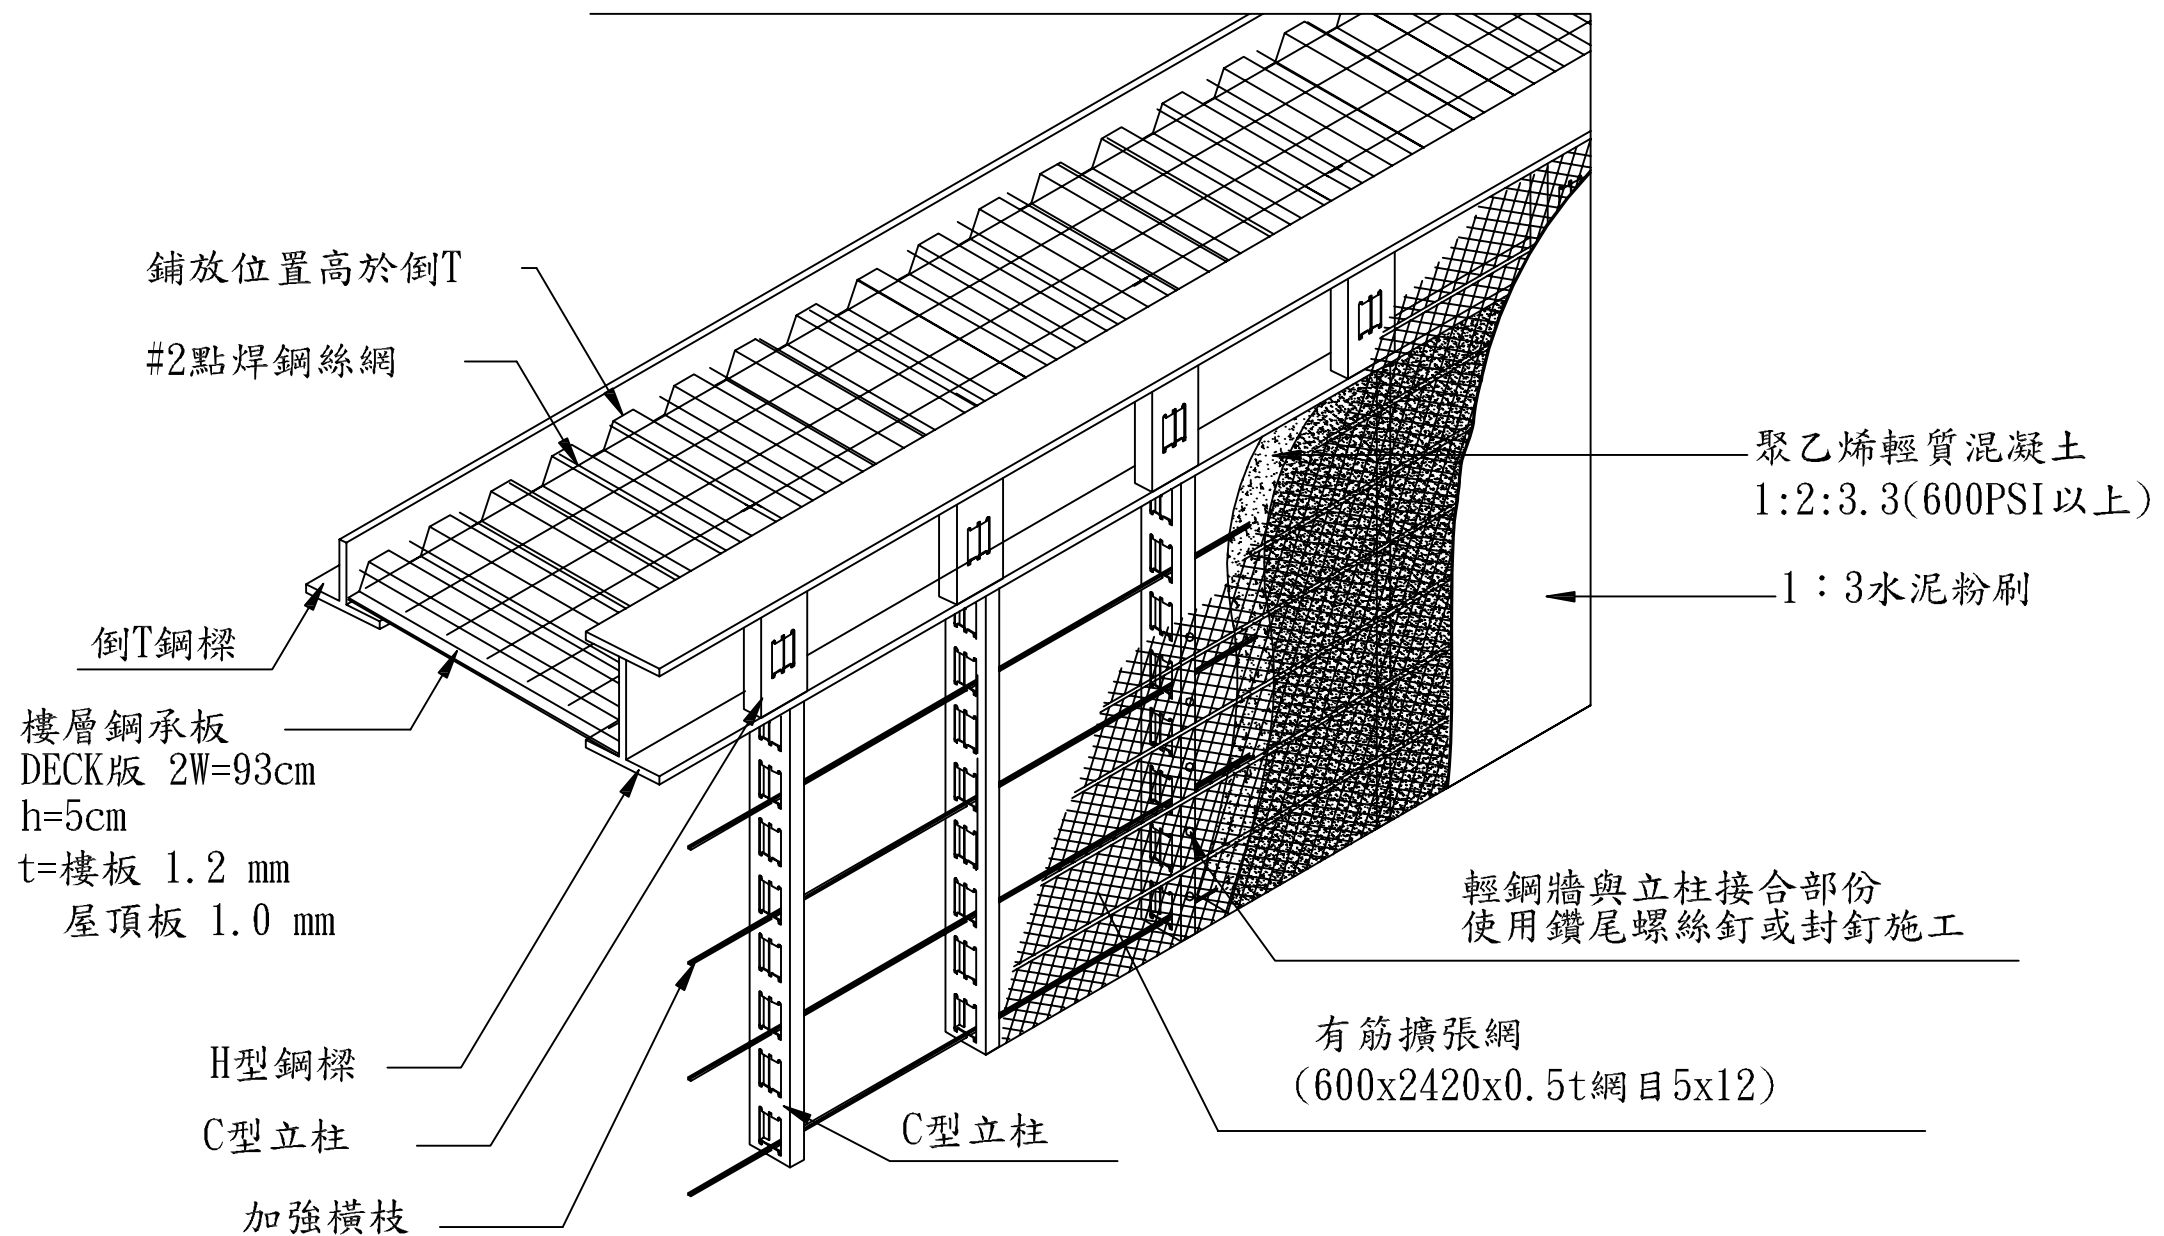 鋪放位置高於倒T
#2點焊鋼絲網
倒T鋼樑
樓層鋼承板
DECK版 2W=93cm
h=5cm
t=樓板 1.2 mm
屋頂板 1.0 mm
H型鋼樑
C型立柱
加強橫枝
C型立柱
聚乙烯輕質混凝土
1:2:3.3(600PSI以上)
1：3水泥粉刷
輕鋼牆與立柱接合部份
使用鑽尾螺絲釘或封釘施工
有筋擴張網
(600x2420x0.5t網目5x12)